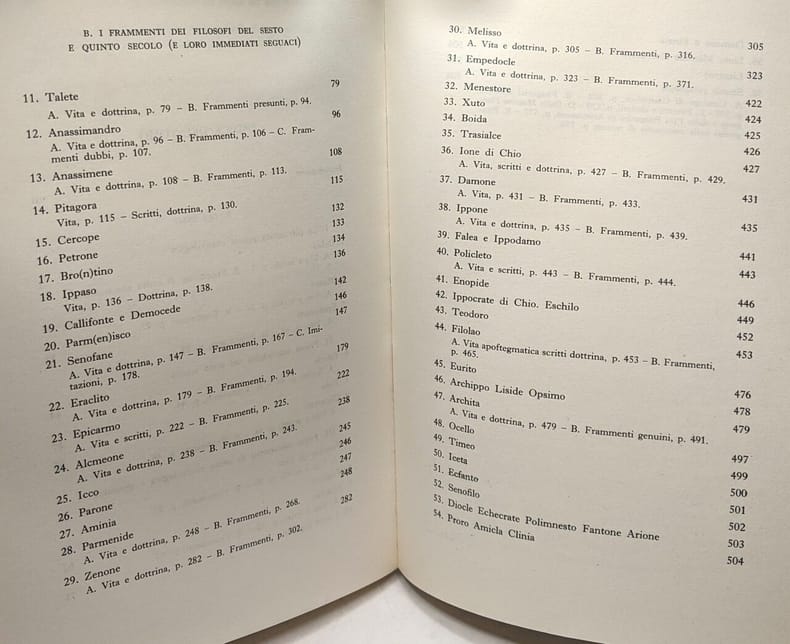 B. I FRAMMENTI DEI FILOSOFI DEL SESTO
E QUINTO SECOLO (E LORO IMMEDIATI SEGUACI)
11. Talete 79
A. Vita e dottrina, p. 79 – B. Frammenti presunti, p. 94.
12. Anassimandro 96
A. Vita e dottrina, p. 96 – B. Frammenti, p. 106 – C. Fram-
menti dubbi, p. 107.
13. Anassimene 108
A. Vita e dottrina, p. 108 – B. Frammenti, p. 113.
14. Pitagora 115
Vita, p. 115 – Scritti, dottrina, p. 130.
15. Cercope 132
16. Petrone 133
17. Bro(n)tino 134
18. Ippaso 136
Vita, p. 136 – Dottrina, p. 138.
19. Callifonte e Democede 142
20. Parm(en)isco 146
21. Senofane 147
A. Vita e dottrina, p. 147 – B. Frammenti, p. 167 – C. Imi-
tazioni, p. 178.
22. Eraclito 179
A. Vita e dottrina, p. 179 – B. Frammenti, p. 194.
23. Epicarmo 222
A. Vita e scritti, p. 222 – B. Frammenti, p. 225.
24. Alcmeone 238
A. Vita e dottrina, p. 238 – B. Frammenti, p. 243.
25. Icco 245
26. Parone 246
27. Aminia 247
28. Parmenide 248
A. Vita e dottrina, p. 248 – B. Frammenti, p. 268.
29. Zenone 282
A. Vita e dottrina, p. 282 – B. Frammenti, p. 302.
30. Melisso 305
A. Vita e dottrina, p. 305 – B. Frammenti, p. 316.
31. Empedocle 323
A. Vita e dottrina, p. 323 – B. Frammenti, p. 371.
32. Menestore 422
33. Xuto 424
34. Boida 425
35. Trasialce 426
36. Ione di Chio 427
A. Vita, scritti e dottrina, p. 427 – B. Frammenti, p. 429.
37. Damone 431
A. Vita, p. 431 – B. Frammenti, p. 433.
38. Ippone 435
A. Vita e dottrina, p. 435 – B. Frammenti, p. 439.
39. Falea e Ippodamo 441
40. Policleto 443
A. Vita e scritti, p. 443 – B. Frammenti, p. 444.
41. Enopide 446
42. Ippocrate di Chio. Eschilo 449
43. Teodoro 452
44. Filolao 453
A. Vita apoftegmatica scritti dottrina, p. 453 – B. Frammenti,
p. 465.
45. Eurito 476
46. Archippo Liside Opsimo 478
47. Archita 479
A. Vita e dottrina, p. 479 – B. Frammenti genuini, p. 491.
48. Ocello 497
49. Timeo 499
50. Iceta 500
51. Ecfanto 501
52. Senofilo 502
53. Diocle Echecrate Polimnesto Fantone Arione 503
54. Proro Amicla Clinia 504